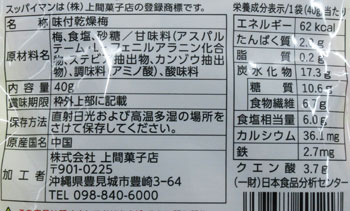 スッパイマンは(株)上間菓子店の登録商標です。
名称 味付乾燥梅
原材料名 梅、食塩、砂糖/甘味料(アスパル
テーム・L-フェニルアラニン化合
物、ステビア抽出物、カンゾウ抽出
物)、調味料(アミノ酸)、酸味料
内容量 40g
賞味期限 枠外上部に記載
保存方法 直射日光および高温多湿の場所を
さけて保存してください。
原産国名 中国
加工者 株式会社 上間菓子店
〒901-0225
沖縄県豊見城市豊崎3-64
TEL 098-840-6000
栄養成分表示/1袋(40g)当た
エネルギー 62kcal
たんぱく質
脂質 0.2g
炭水化物 17.3g
糖質 10.6g
食物繊維
食塩相当量 6.0g
カルシウム 36.1mg
鉄 2.7mg
クエン酸 3.7g
(一財)日本食品分析センター